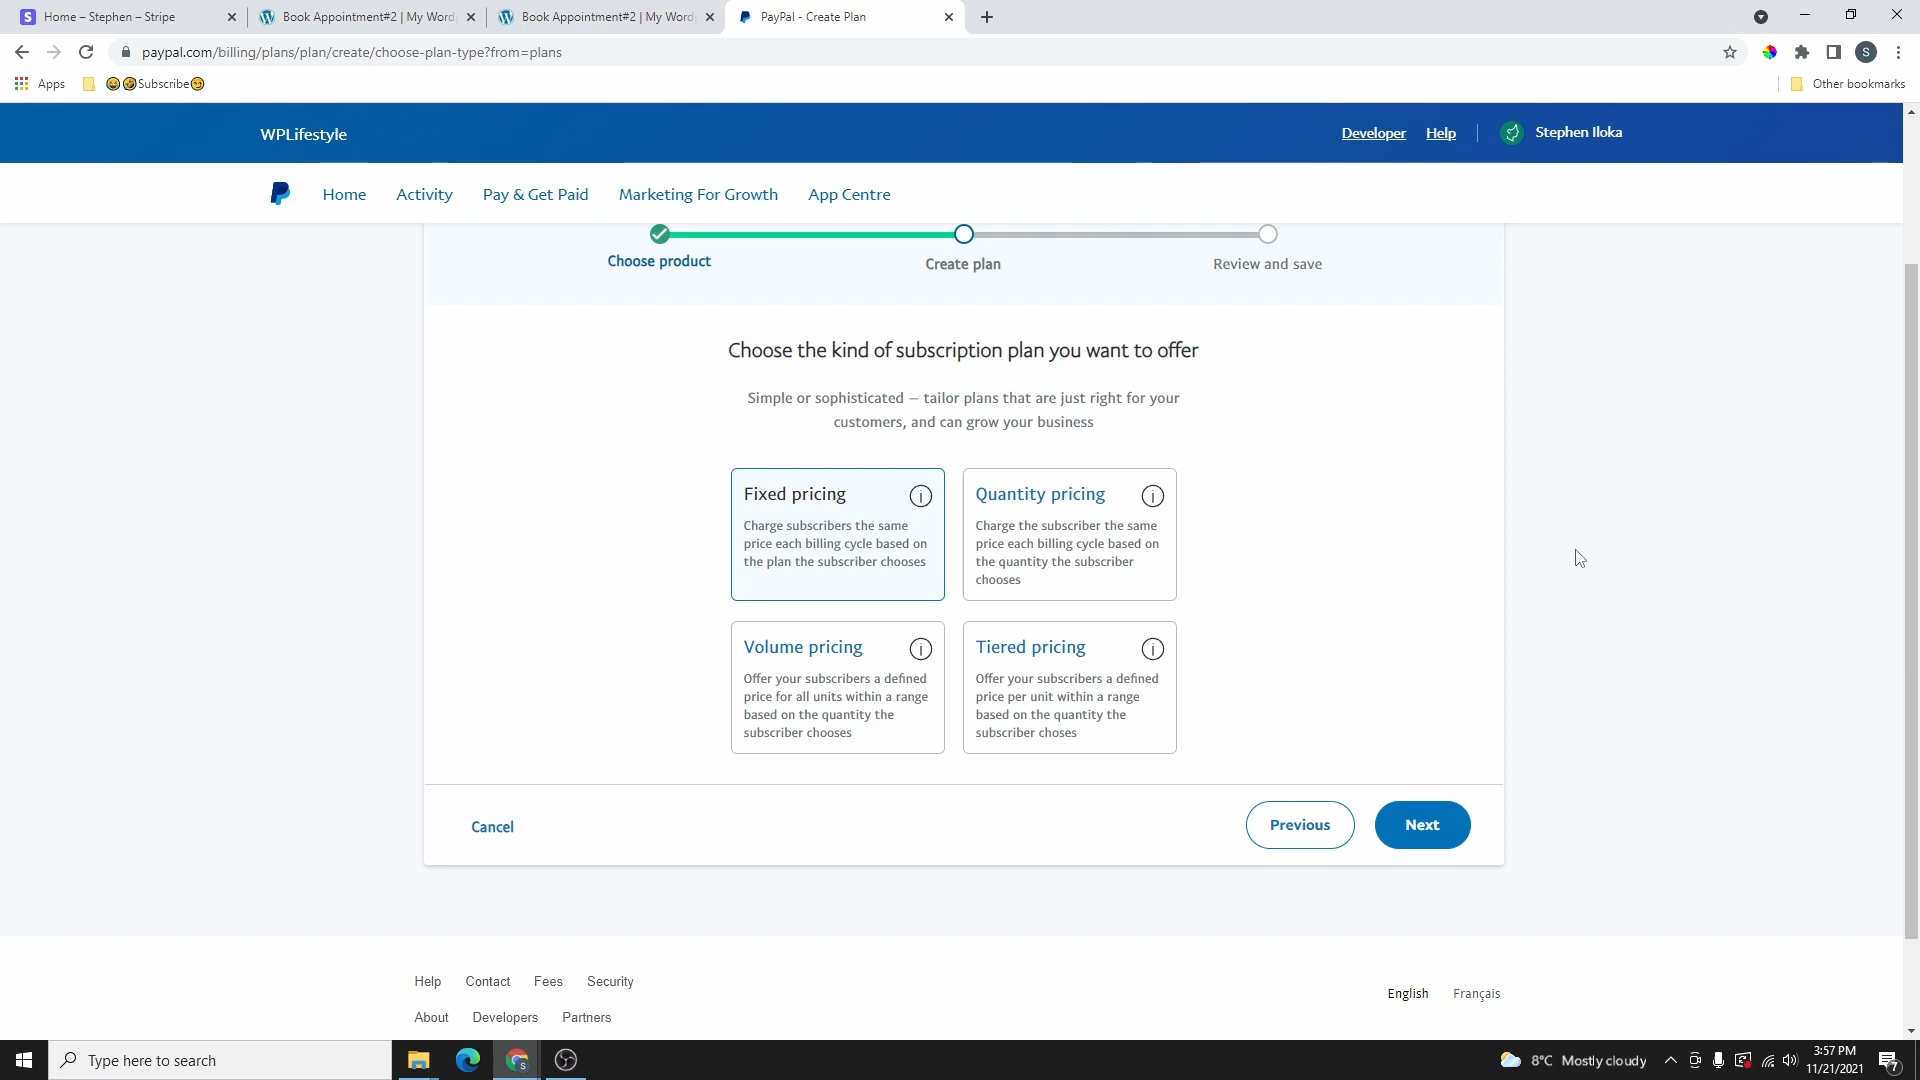 Home – Stephen – Stripe
Book Appointment#2 | My Word
Book Appointment#2 | My Word
PayPal - Create Plan
paypal.com/billing/plans/plan/create/choose-plan-type?from=plans
S
Apps
😂🤣Subscribe😏
Other bookmarks
WPLifestyle
Developer
Help
Stephen Iloka
Home
Activity
Pay & Get Paid
Marketing For Growth
App Centre
Choose product
Create plan
Review and save
Choose the kind of subscription plan you want to offer
Simple or sophisticated – tailor plans that are just right for your
customers, and can grow your business
Fixed pricing
Charge subscribers the same
price each billing cycle based on
the plan the subscriber chooses
Quantity pricing
Charge the subscriber the same
price each billing cycle based on
the quantity the subscriber
chooses
Volume pricing
Offer your subscribers a defined
price for all units within a range
based on the quantity the
subscriber chooses
Tiered pricing
Offer your subscribers a defined
price per unit within a range
based on the quantity the
subscriber choses
Cancel
Previous
Next
Help
Contact
Fees
Security
English
Français
About
Developers
Partners
Type here to search
8°C Mostly cloudy
3:57 PM
11/21/2021
7